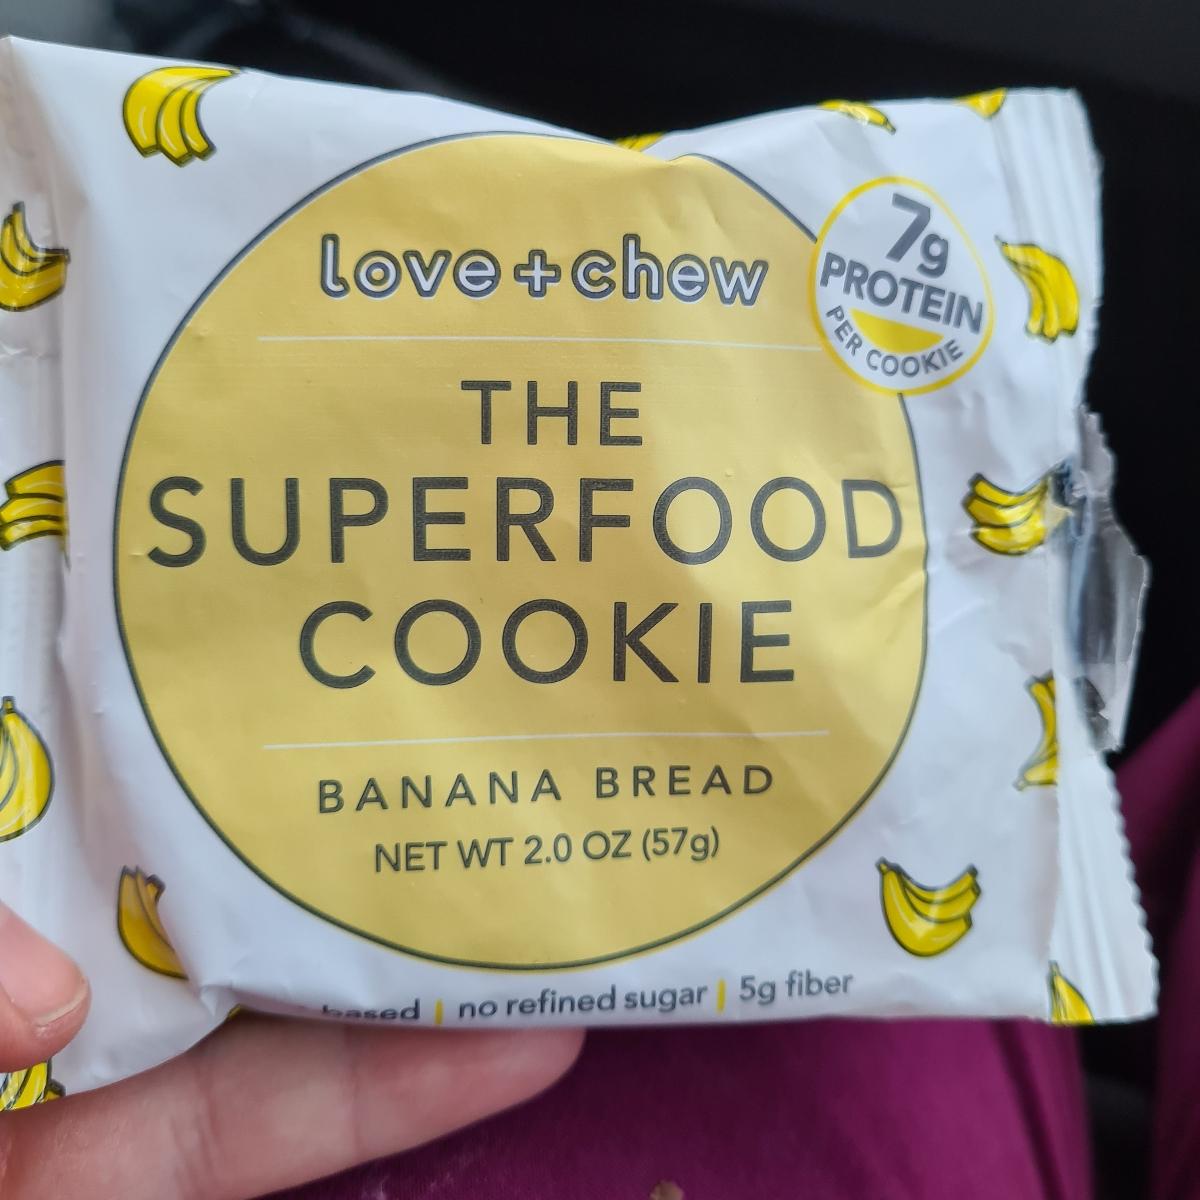 love+chew
7g
PROTEIN
PER COOKIE
THE
SUPERFOOD
COOKIE
BANANA BREAD
NET WT 2.0 OZ (57g)
based | no refined sugar | 5g fiber